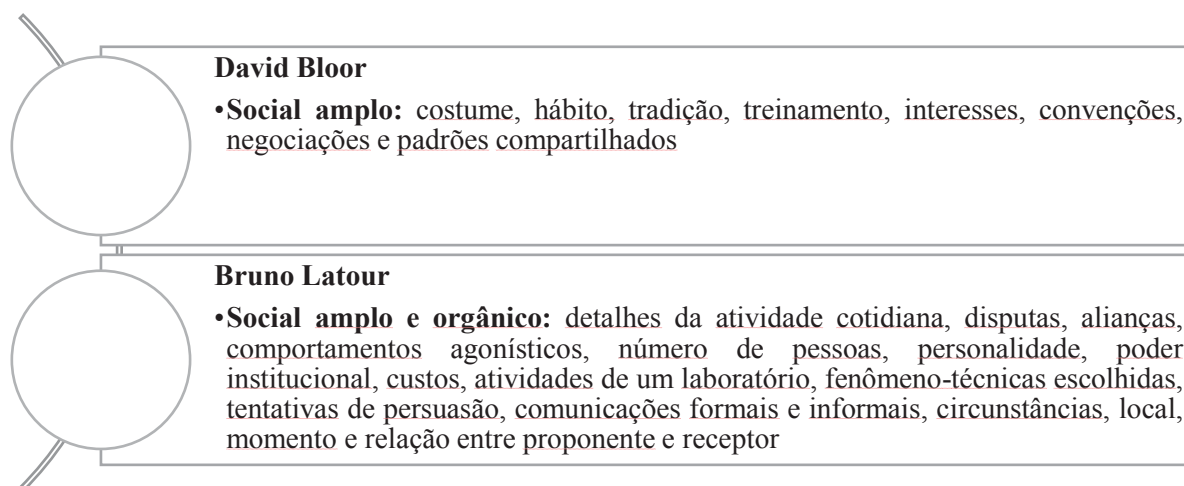 David Bloor
•Social amplo: costume, hábito, tradição, treinamento, interesses, convenções,
negociações e padrões compartilhados
Bruno Latour
•Social amplo e orgânico: detalhes da atividade cotidiana, disputas, alianças,
comportamentos agonísticos, número de pessoas, personalidade, poder
institucional, custos, atividades de um laboratório, fenômeno-técnicas escolhidas,
tentativas de persuasão, comunicações formais e informais, circunstâncias, local,
momento e relação entre proponente e receptor